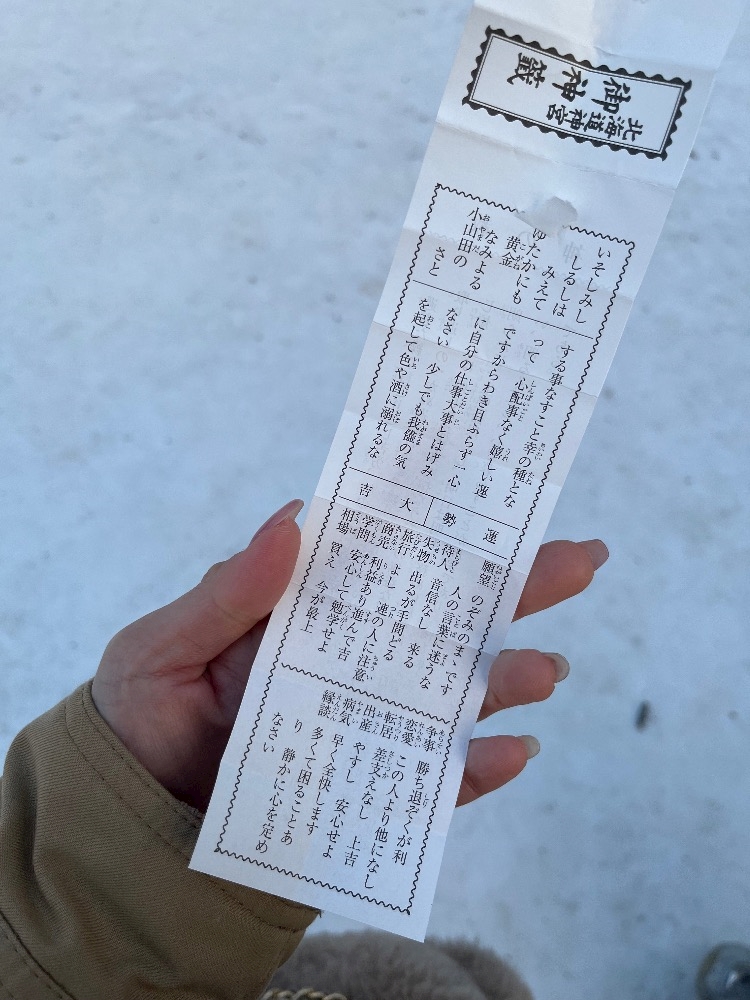 北海道神宮
御神籤
いそしみし
しるしは
みえて
ゆたかにも
黄金
なみよる
小山田の
さと
する事なすこと幸の種とな
って 心配事なく嬉しい運
ですからわき目ふらず一心
に自分の仕事大事とはげみ
なさい 少しでも我儘の気
を起して色や酒に溺れるな
運勢 大吉
願望 のぞみのまゝです
人の言葉に迷うな
待人 音信なし 来る
失物 出るが手間どる
旅行 よし 連の人に注意
商売 利益あり進んで吉
学問 安心して勉学せよ
相場 買え 今が最上
争事 勝ち退ぞくが利
恋愛 この人より他になし
転居 差支えなし 上吉
出産 やすし 安心せよ
病気 早く全快します
縁談 多くて困ることあ
り 静かに心を定め
なさい